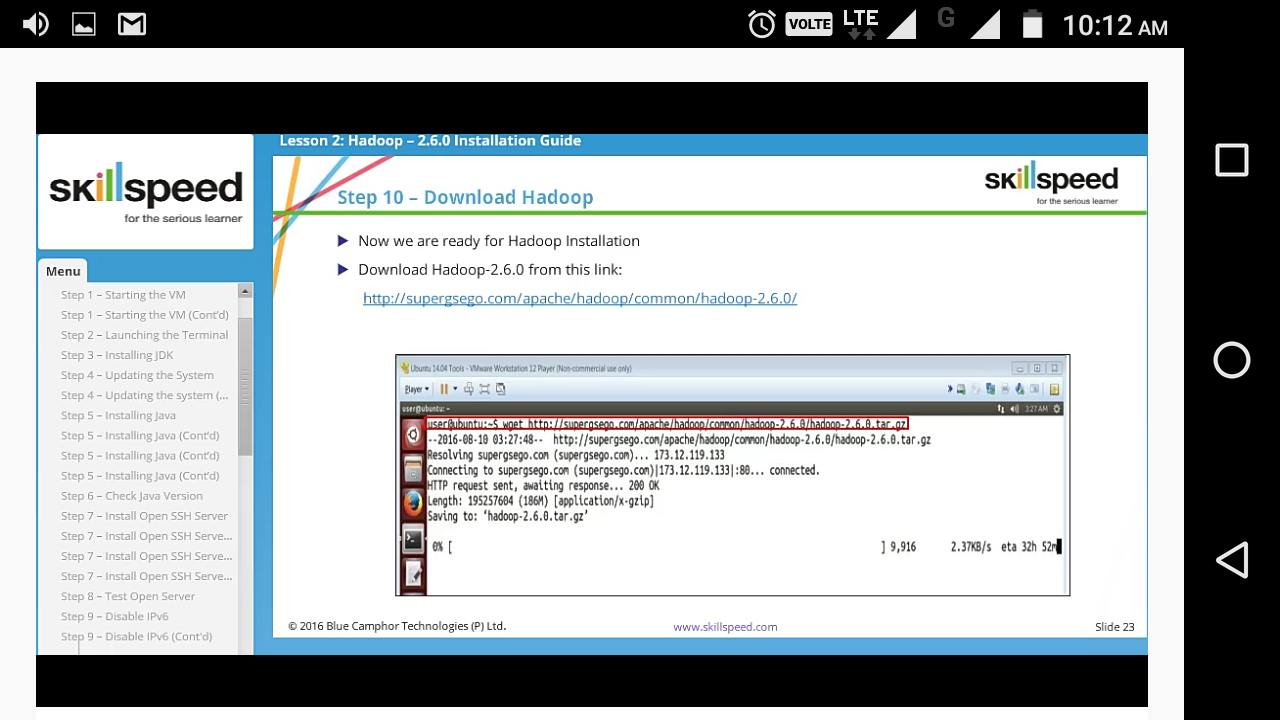 VOLTE LTE G 10:12 AM
Lesson 2: Hadoop – 2.6.0 Installation Guide
skillspeed
for the serious learner
Menu
Step 1 – Starting the VM
Step 1 – Starting the VM (Cont'd)
Step 2 – Launching the Terminal
Step 3 – Installing JDK
Step 4 – Updating the System
Step 4 – Updating the system (...
Step 5 – Installing Java
Step 5 – Installing Java (Cont'd)
Step 5 – Installing Java (Cont'd)
Step 5 – Installing Java (Cont'd)
Step 6 – Check Java Version
Step 7 – Install Open SSH Server
Step 7 – Install Open SSH Serve...
Step 7 – Install Open SSH Serve...
Step 7 – Install Open SSH Serve...
Step 8 – Test Open Server
Step 9 – Disable IPv6
Step 9 – Disable IPv6 (Cont'd)
Step 10 – Download Hadoop
skillspeed
for the serious learner
Now we are ready for Hadoop Installation
Download Hadoop-2.6.0 from this link:
http://supergsego.com/apache/hadoop/common/hadoop-2.6.0/
Ubuntu 14.04 Tools - VMware Workstation 12 Player (Non-commercial use only)
Player
user@ubuntu: ~ 3:27 AM
user@ubuntu:~$ wget http://supergsego.com/apache/hadoop/common/hadoop-2.6.0/hadoop-2.6.0.tar.gz
--2016-08-10 03:27:48-- http://supergsego.com/apache/hadoop/common/hadoop-2.6.0/hadoop-2.6.0.tar.gz
Resolving supergsego.com (supergsego.com)... 173.12.119.133
Connecting to supergsego.com (supergsego.com)|173.12.119.133|:80... connected.
HTTP request sent, awaiting response... 200 OK
Length: 195257604 (186M) [application/x-gzip]
Saving to: ‘hadoop-2.6.0.tar.gz’
0% [ ] 9,916 2.37KB/s eta 32h 52m
© 2016 Blue Camphor Technologies (P) Ltd. www.skillspeed.com Slide 23